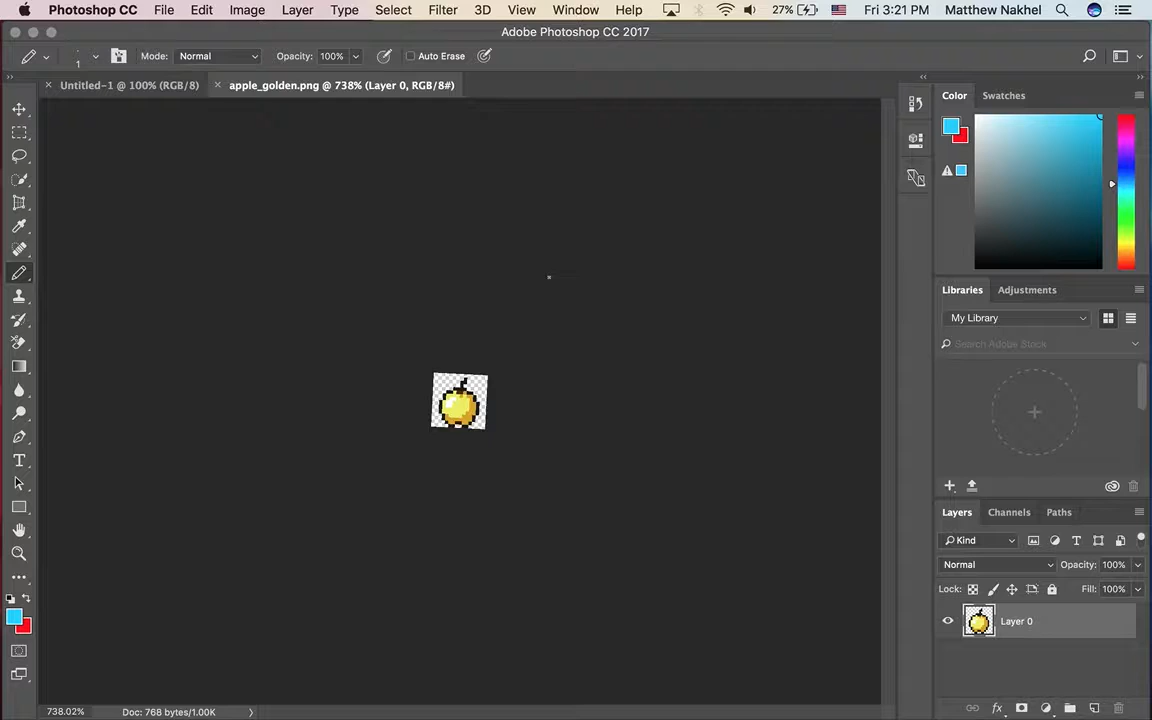 Photoshop CC File Edit Image Layer Type Select Filter 3D View Window Help 27% Fri 3:21 PM Matthew Nakhel
Adobe Photoshop CC 2017
1 Mode: Normal Opacity: 100% Auto Erase
Untitled-1 @ 100% (RGB/8) apple_golden.png @ 738% (Layer 0, RGB/8#)
Color Swatches
Libraries Adjustments
My Library
Search Adobe Stock
Layers Channels Paths
Kind
Normal Opacity: 100%
Lock: Fill: 100%
Layer 0
fx
738.02% Doc: 768 bytes/1.00K